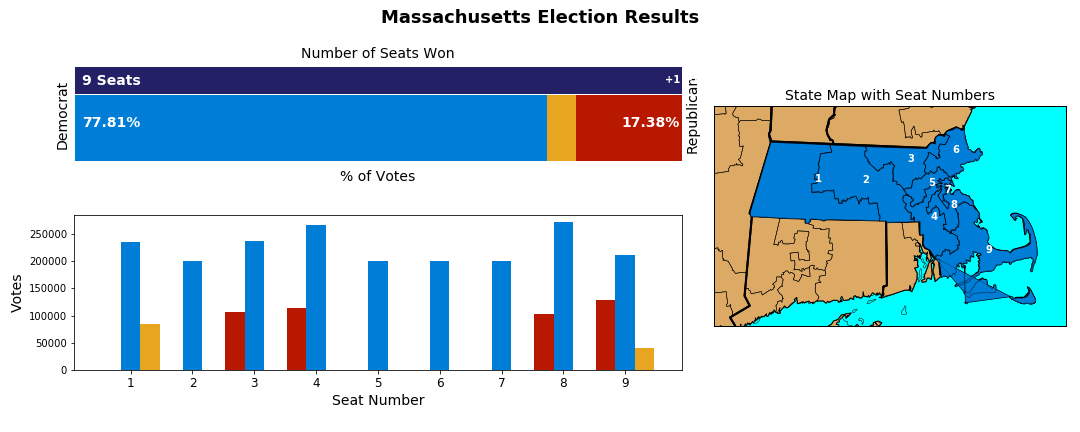 Massachusetts Election Results
Number of Seats Won
Democrat
9 Seats
+1
77.81%
17.38%
Republican
% of Votes
State Map with Seat Numbers
1
2
3
4
5
6
7
8
9
Votes
250000
200000
150000
100000
50000
0
1 2 3 4 5 6 7 8 9
Seat Number